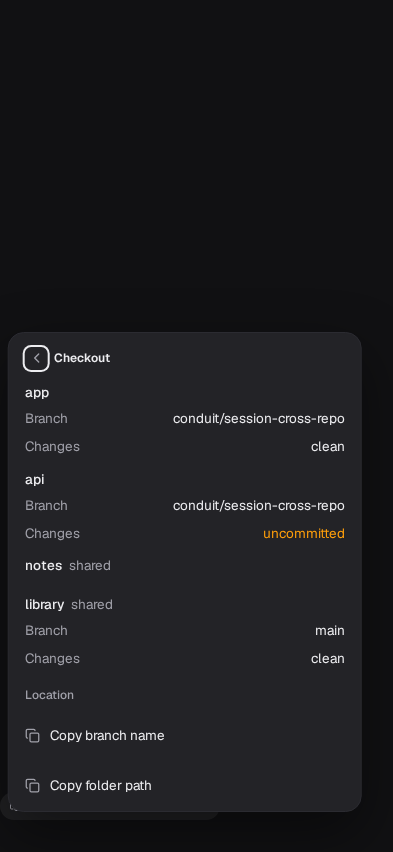 Checkout
app
Branch conduit/session-cross-repo
Changes clean
api
Branch conduit/session-cross-repo
Changes uncommitted
notes shared
library shared
Branch main
Changes clean
Location
Copy branch name
Copy folder path